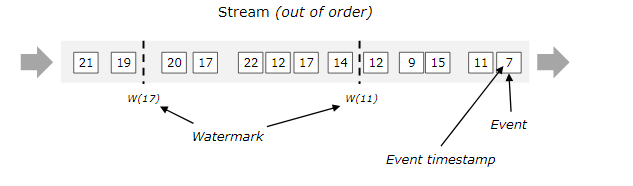 Stream (out of order)
21 19 20 17 22 12 17 14 12 9 15 11 7
W(17) W(11)
Watermark
Event
Event timestamp